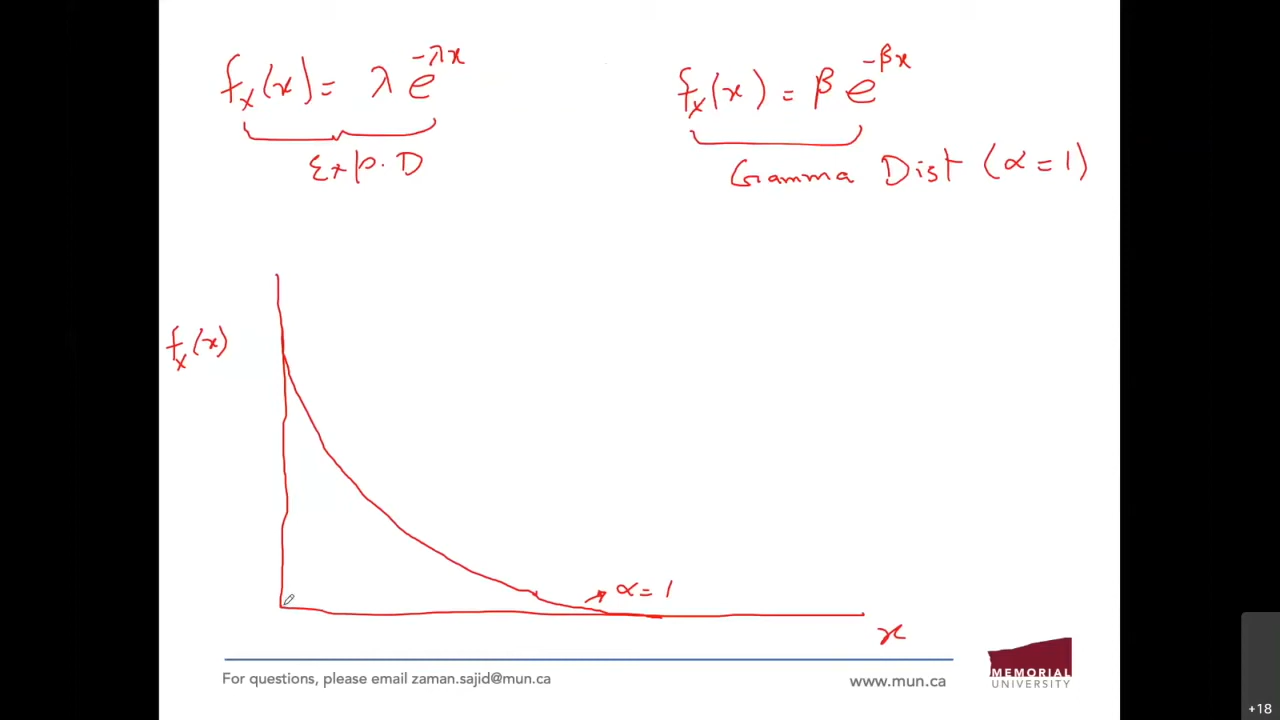 fₓ(x) = λ e^{-λx}
Exp. D
fₓ(x) = β e^{-βx}
Gamma Dist (α = 1)
fₓ(x)
α = 1
x
For questions, please email zaman.sajid@mun.ca
www.mun.ca
MEMORIAL
UNIVERSITY
+18